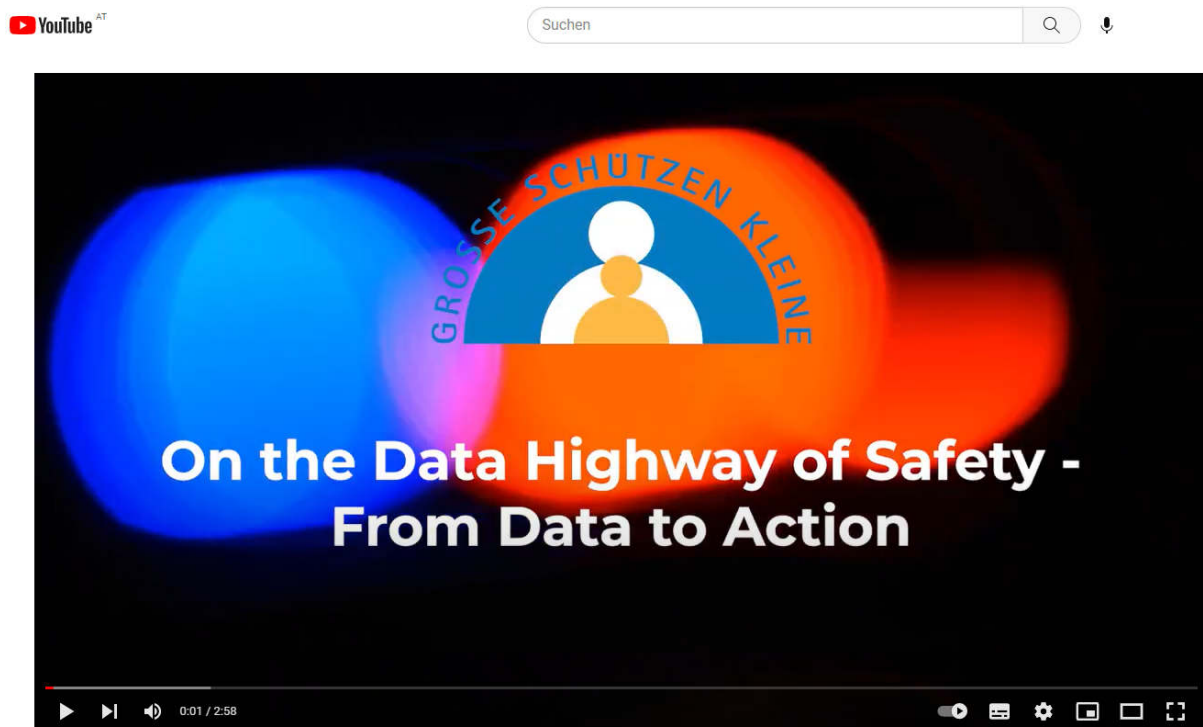 YouTube AT
Suchen
GROSSE SCHÜTZEN KLEINE
On the Data Highway of Safety -
From Data to Action
0:01 / 2:58